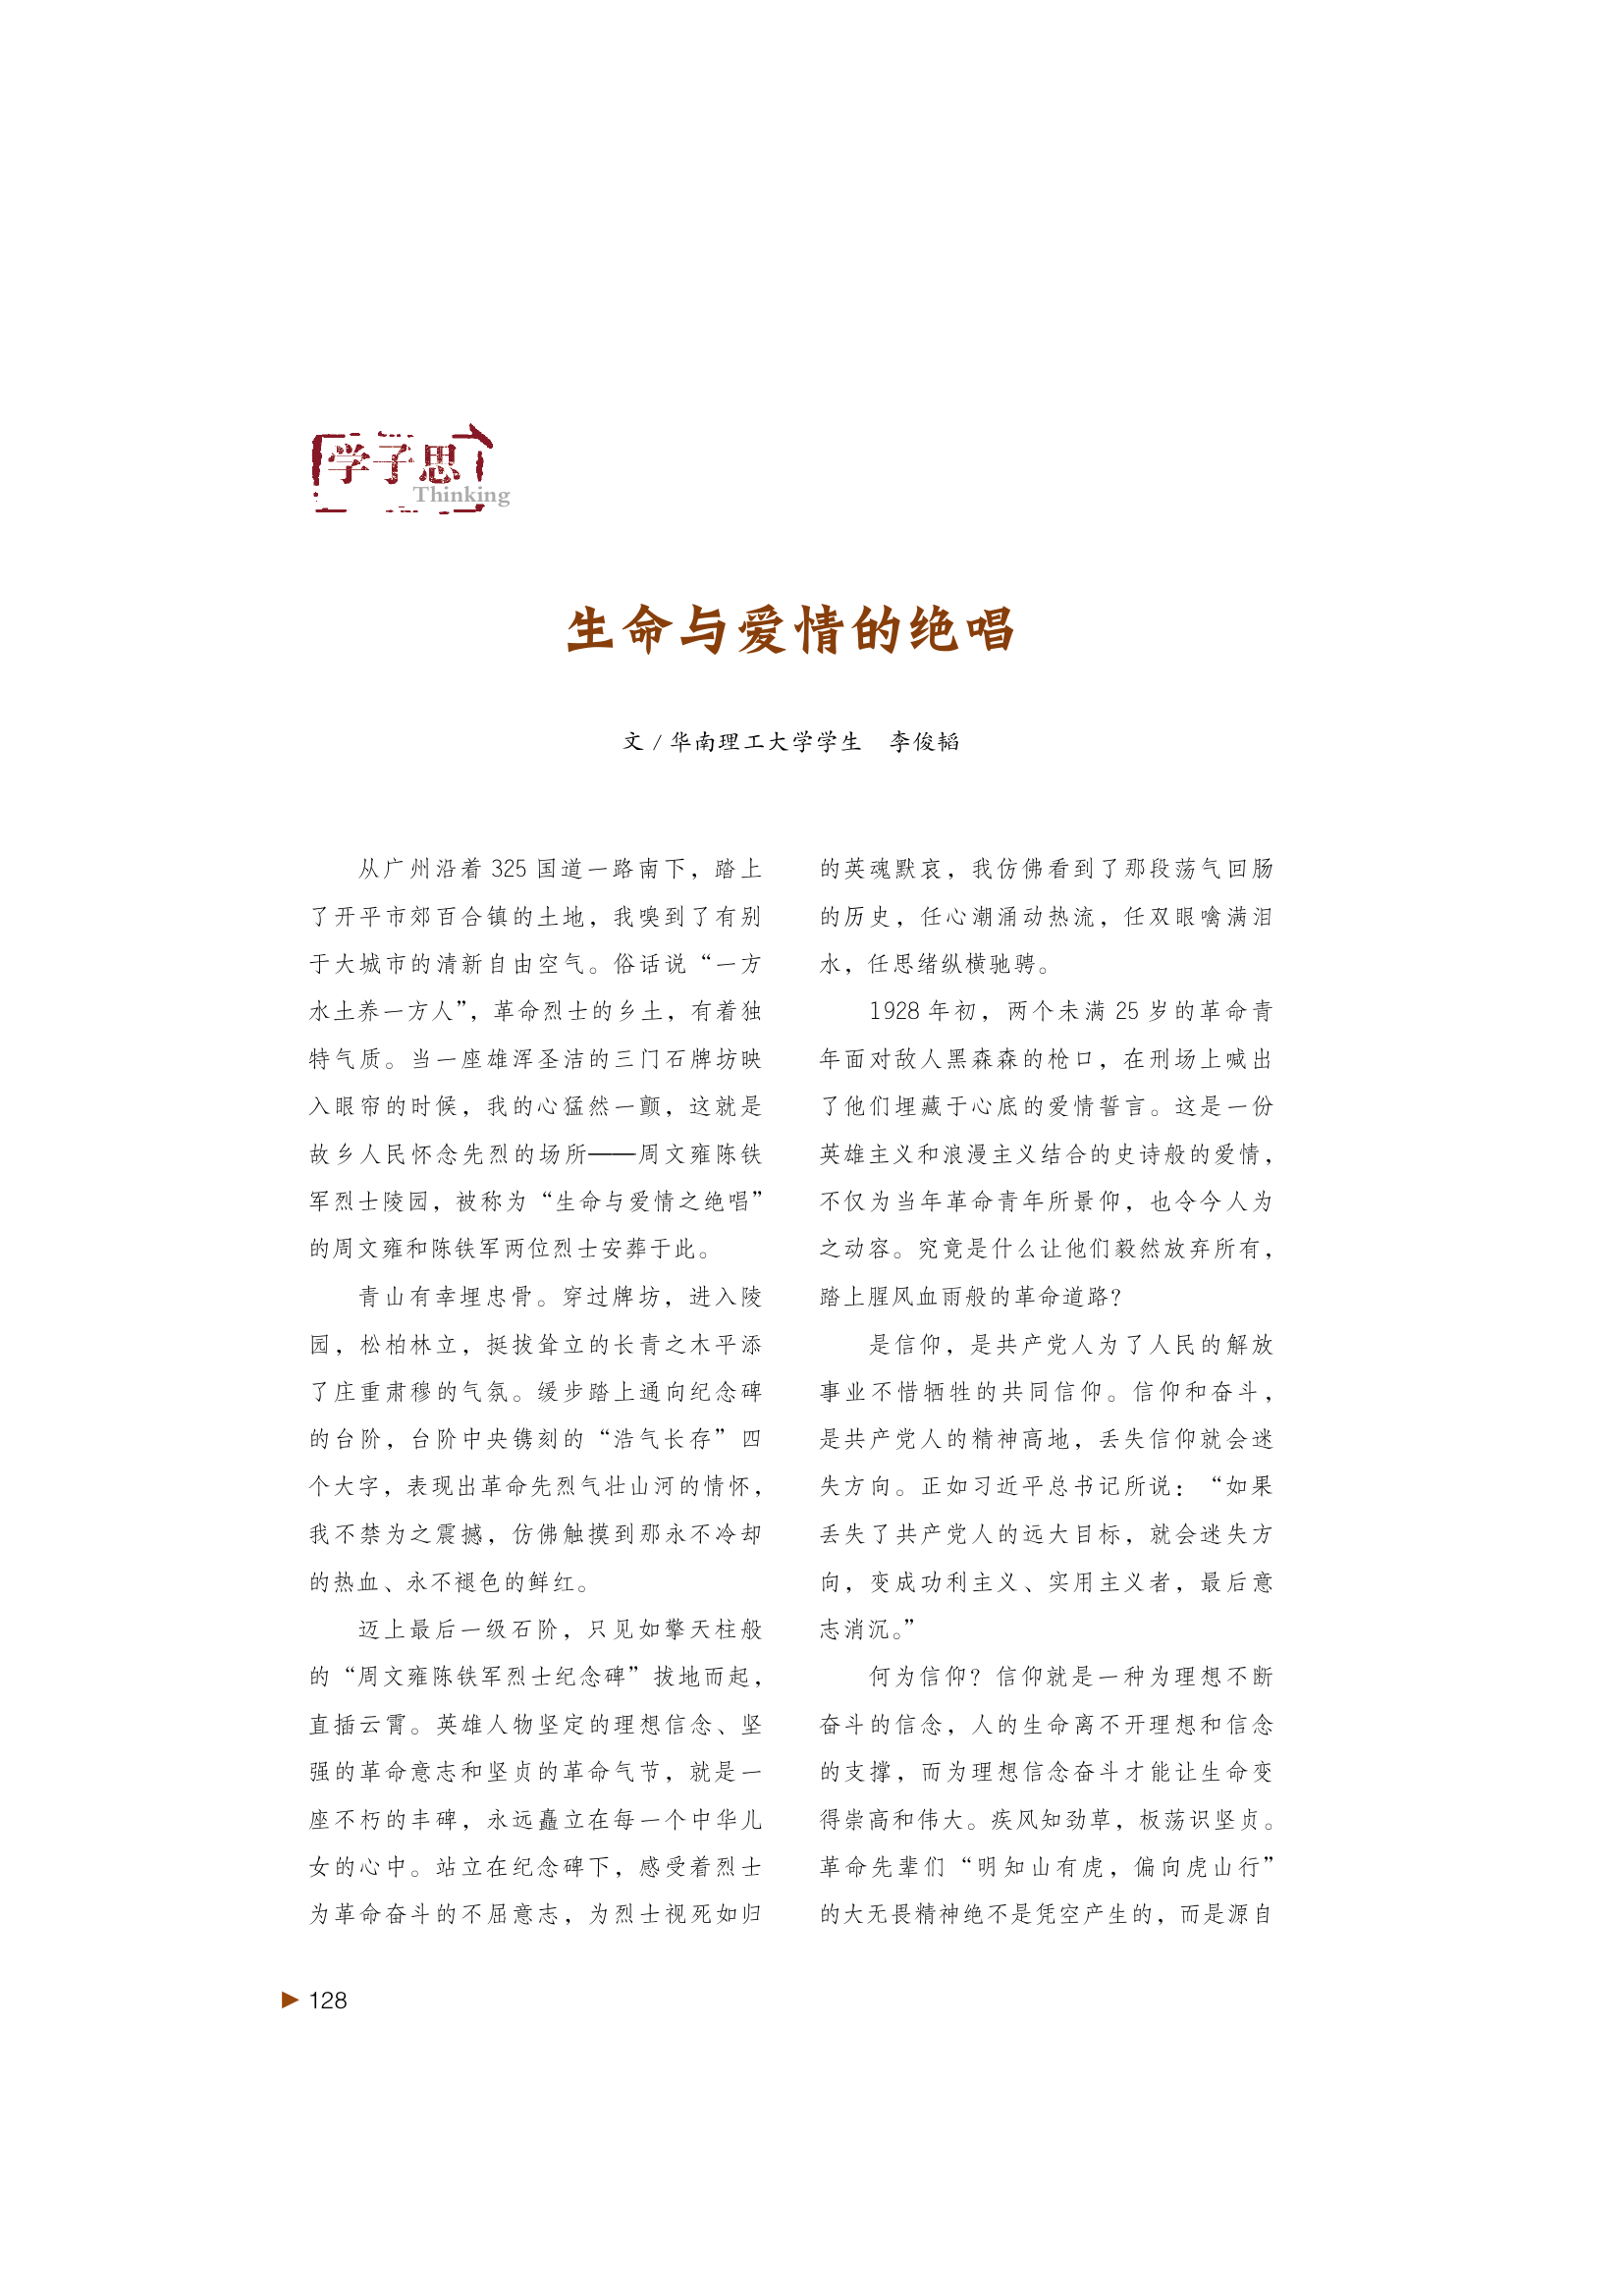 学子思
Thinking
生命与爱情的绝唱
文 / 华南理工大学学生　李俊韬
从广州沿着 325 国道一路南下，踏上
了开平市郊百合镇的土地，我嗅到了有别
于大城市的清新自由空气。俗话说“一方
水土养一方人”，革命烈士的乡土，有着独
特气质。当一座雄浑圣洁的三门石牌坊映
入眼帘的时候，我的心猛然一颤，这就是
故乡人民怀念先烈的场所——周文雍陈铁
军烈士陵园，被称为“生命与爱情之绝唱”
的周文雍和陈铁军两位烈士安葬于此。
青山有幸埋忠骨。穿过牌坊，进入陵
园，松柏林立，挺拔耸立的长青之木平添
了庄重肃穆的气氛。缓步踏上通向纪念碑
的台阶，台阶中央镌刻的“浩气长存”四
个大字，表现出革命先烈气壮山河的情怀，
我不禁为之震撼，仿佛触摸到那永不冷却
的热血、永不褪色的鲜红。
迈上最后一级石阶，只见如擎天柱般
的“周文雍陈铁军烈士纪念碑”拔地而起，
直插云霄。英雄人物坚定的理想信念、坚
强的革命意志和坚贞的革命气节，就是一
座不朽的丰碑，永远矗立在每一个中华儿
女的心中。站立在纪念碑下，感受着烈士
为革命奋斗的不屈意志，为烈士视死如归
的英魂默哀，我仿佛看到了那段荡气回肠
的历史，任心潮涌动热流，任双眼噙满泪
水，任思绪纵横驰骋。
1928 年初，两个未满 25 岁的革命青
年面对敌人黑森森的枪口，在刑场上喊出
了他们埋藏于心底的爱情誓言。这是一份
英雄主义和浪漫主义结合的史诗般的爱情，
不仅为当年革命青年所景仰，也令今人为
之动容。究竟是什么让他们毅然放弃所有，
踏上腥风血雨般的革命道路？
是信仰，是共产党人为了人民的解放
事业不惜牺牲的共同信仰。信仰和奋斗，
是共产党人的精神高地，丢失信仰就会迷
失方向。正如习近平总书记所说：“如果
丢失了共产党人的远大目标，就会迷失方
向，变成功利主义、实用主义者，最后意
志消沉。”
何为信仰？信仰就是一种为理想不断
奋斗的信念，人的生命离不开理想和信念
的支撑，而为理想信念奋斗才能让生命变
得崇高和伟大。疾风知劲草，板荡识坚贞。
革命先辈们“明知山有虎，偏向虎山行”
的大无畏精神绝不是凭空产生的，而是源自
128